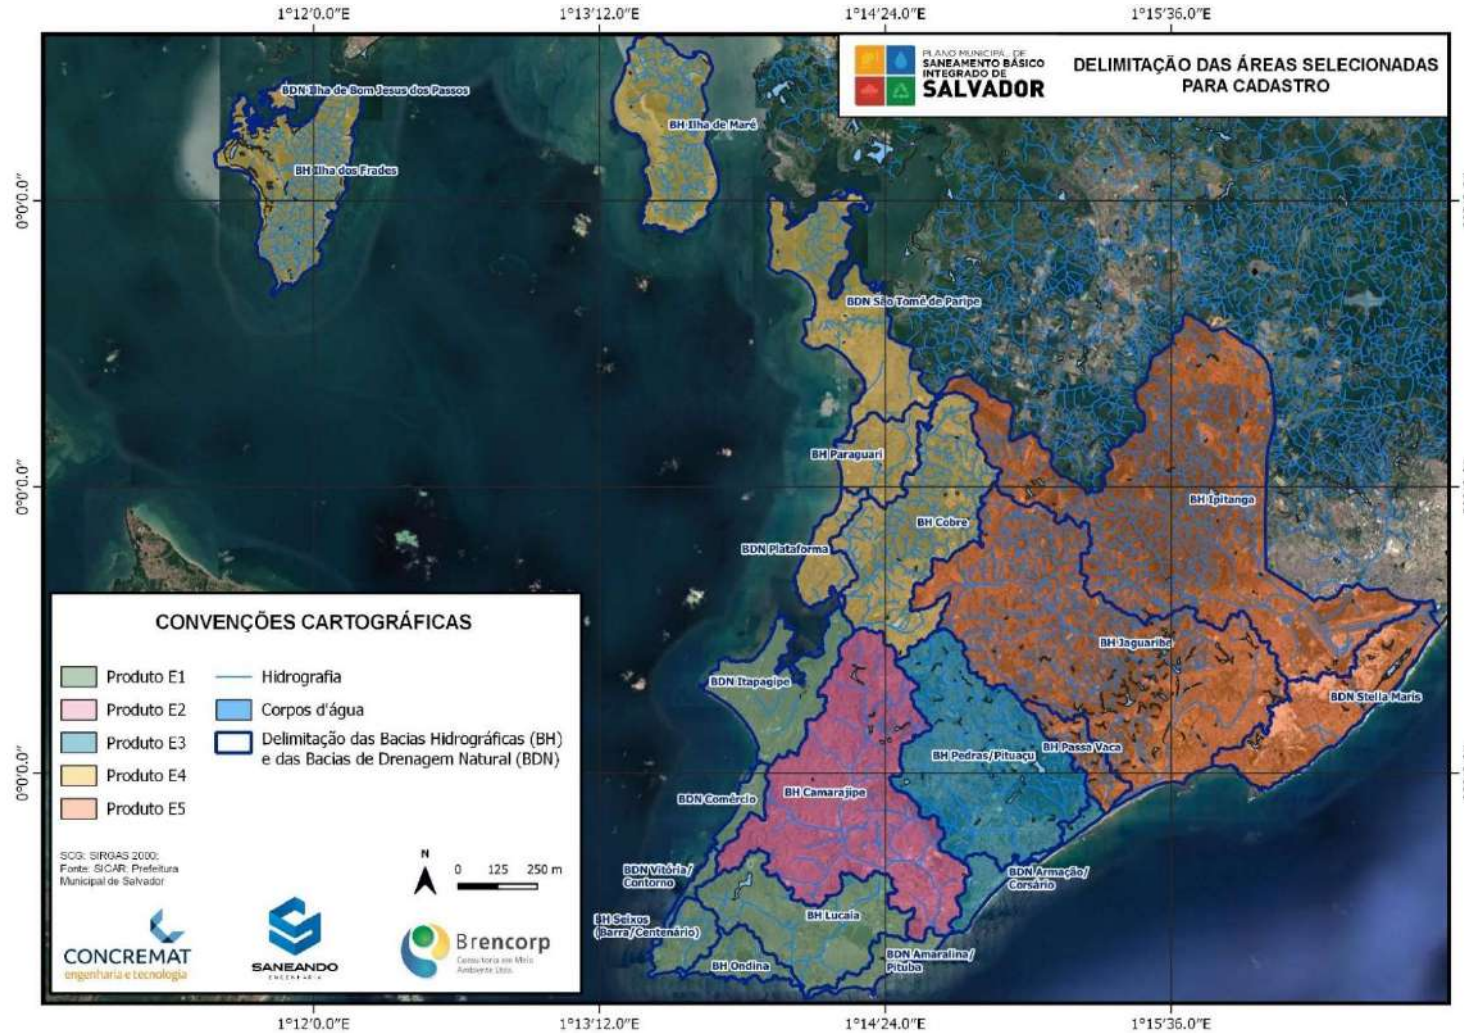 1°12'0.0"E
1°13'12.0"E
1°14'24.0"E
1°15'36.0"E
PLANO MUNICIPAL DE
SANEAMENTO BÁSICO
INTEGRADO DE
SALVADOR
DELIMITAÇÃO DAS ÁREAS SELECIONADAS
PARA CADASTRO
BDN Ilha de Bom Jesus dos Passos
BH Ilha de Maré
BH Ilha dos Frades
0°0'0.0"
BDN São Tomé de Paripe
BH Paraguari
0°0'0.0"
BH Ipitanga
BH Cobre
BDN Plataforma
BH Jaguaribe
BDN Itapagipe
BDN Stella Maris
BH Passa Vaca
BH Pedras/Pituaçu
0°0'0.0"
BH Camarajipe
BDN Comércio
BDN Vitória/
Contorno
BDN Armação/
Corsário
BH Seixos
(Barra/Centenário)
BH Lucaia
BDN Amaralina/
Pituba
BH Ondina
CONVENÇÕES CARTOGRÁFICAS
Produto E1
Produto E2
Produto E3
Produto E4
Produto E5
Hidrografia
Corpos d'água
Delimitação das Bacias Hidrográficas (BH)
e das Bacias de Drenagem Natural (BDN)
SCG: SIRGAS 2000;
Fonte: SICAR; Prefeitura
Municipal de Salvador
N
0 125 250 m
CONCREMAT
engenharia e tecnologia
SANEANDO
ENGENHARIA
Brencorp
Consultoria em Meio
Ambiente Ltda.
1°12'0.0"E
1°13'12.0"E
1°14'24.0"E
1°15'36.0"E